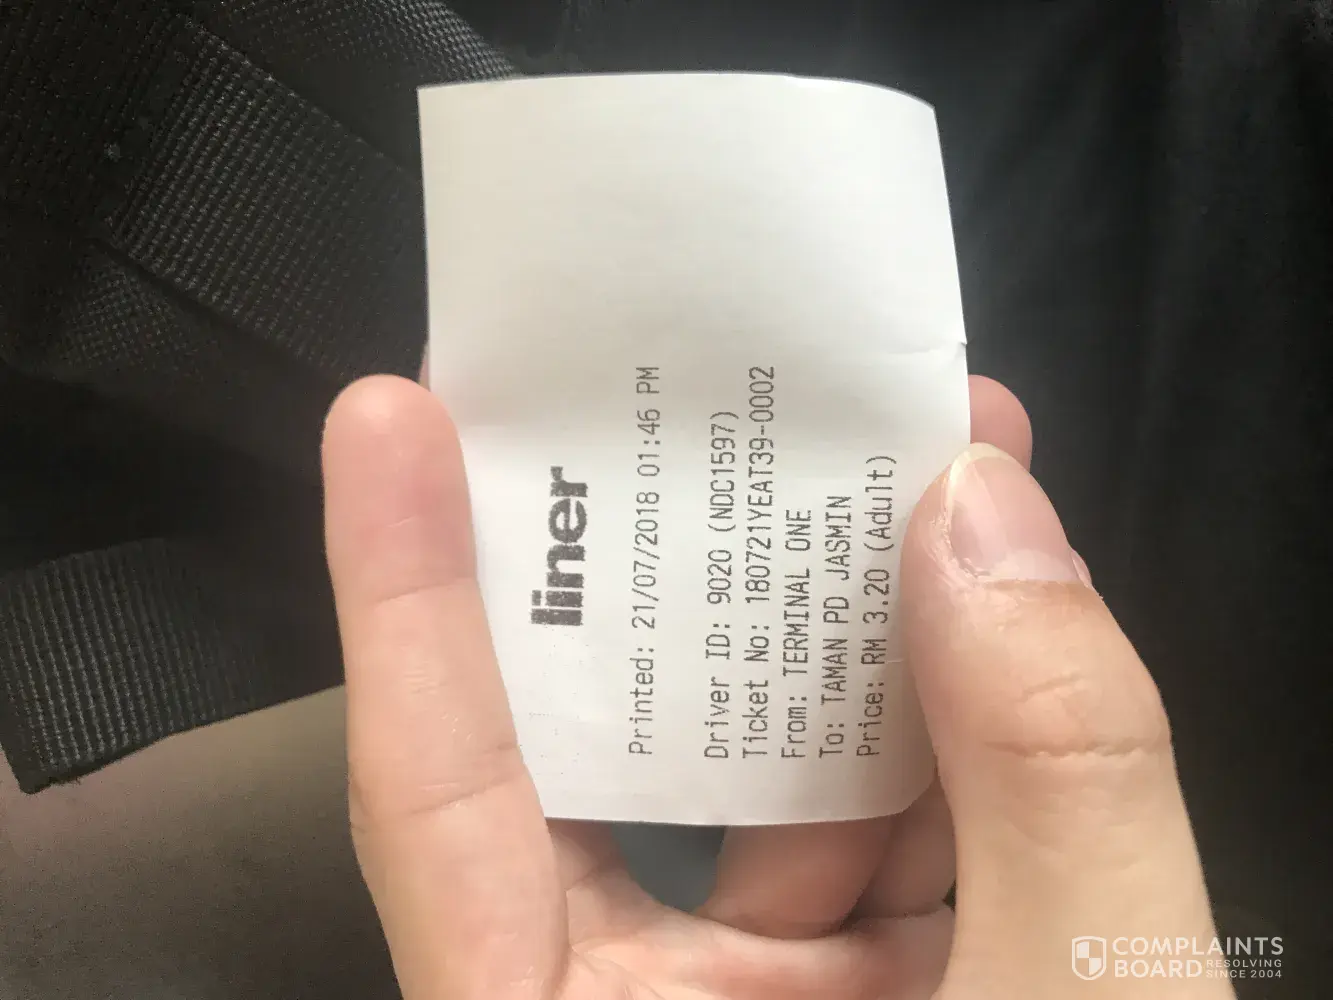 liner
Printed: 21/07/2018 01:46 PM
Driver ID: 9020 (NDC1597)
Ticket No: 180721YEAT39-0002
From: TERMINAL ONE
To: TAMAN PD JASMIN
Price: RM 3.20 (Adult)
COMPLAINTS
BOARD RESOLVING
SINCE 2004